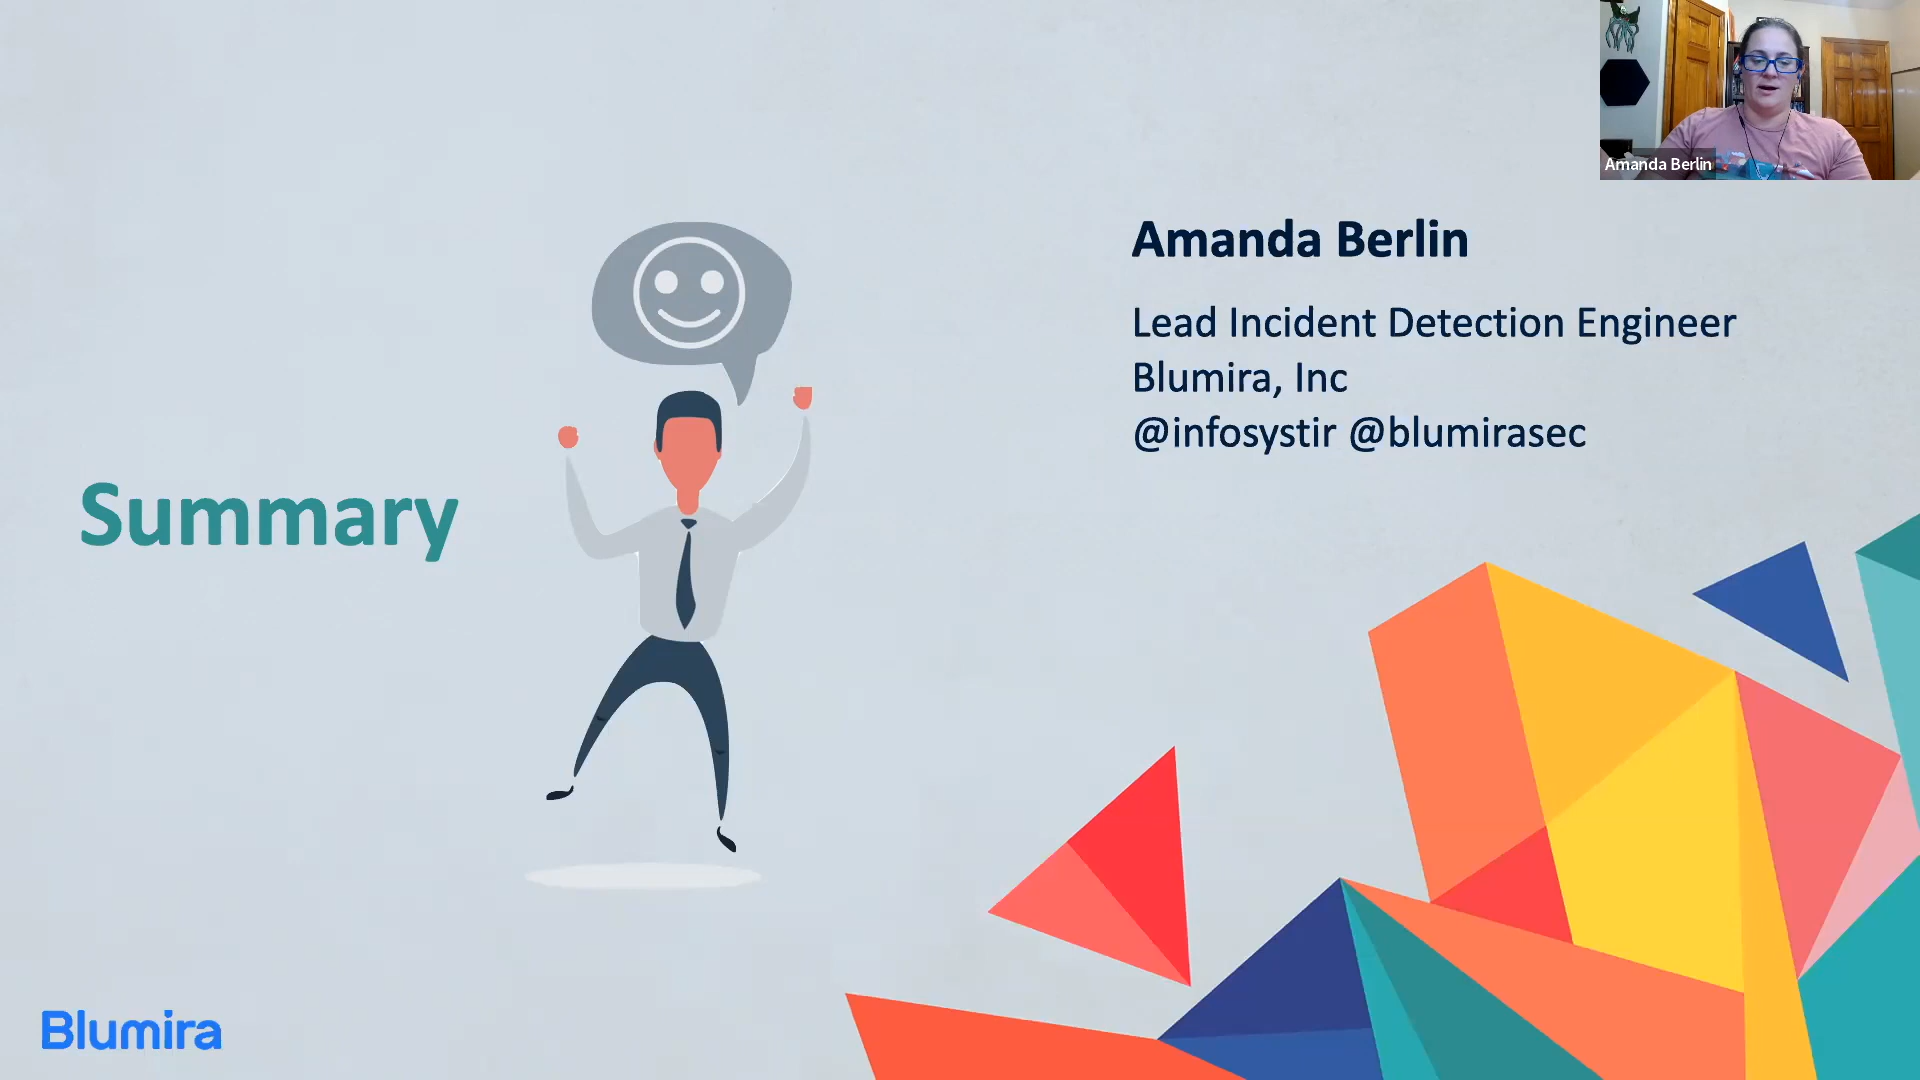 Amanda Berlin
Amanda Berlin
Lead Incident Detection Engineer
Blumira, Inc
@infosystir @blumirasec
Summary
Blumira